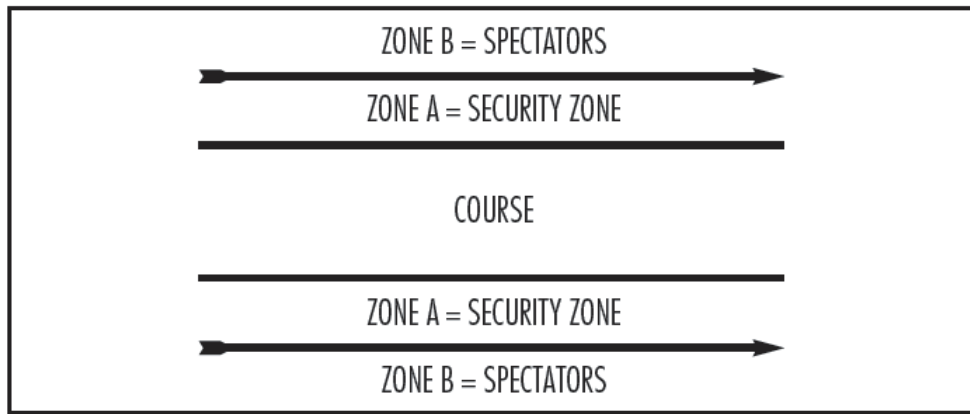 ZONE B = SPECTATORS
ZONE A = SECURITY ZONE
COURSE
ZONE A = SECURITY ZONE
ZONE B = SPECTATORS